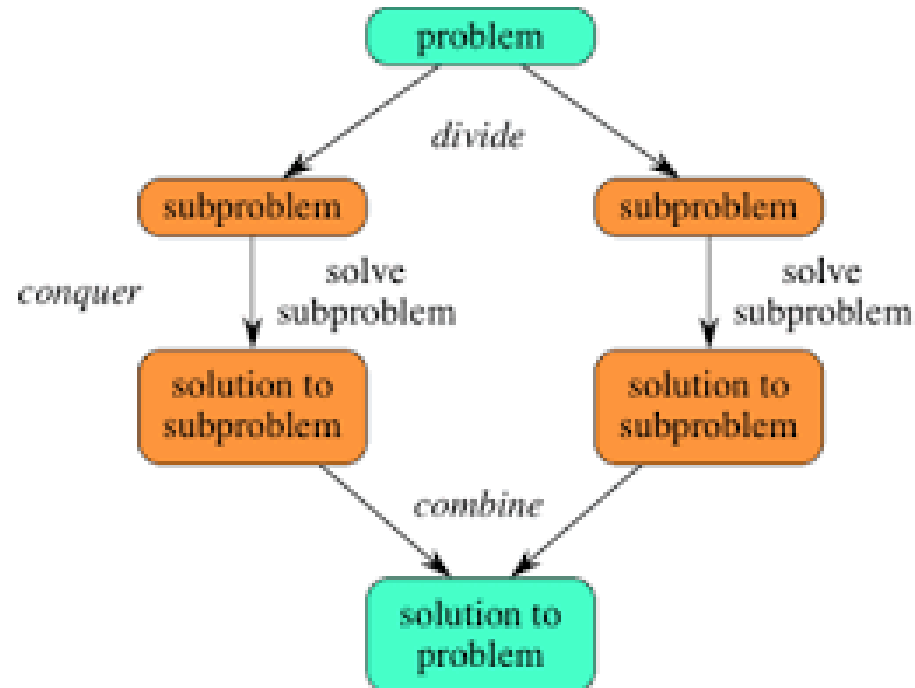 problem
divide
subproblem
subproblem
conquer
solve
subproblem
solve
subproblem
solution to
subproblem
solution to
subproblem
combine
solution to
problem